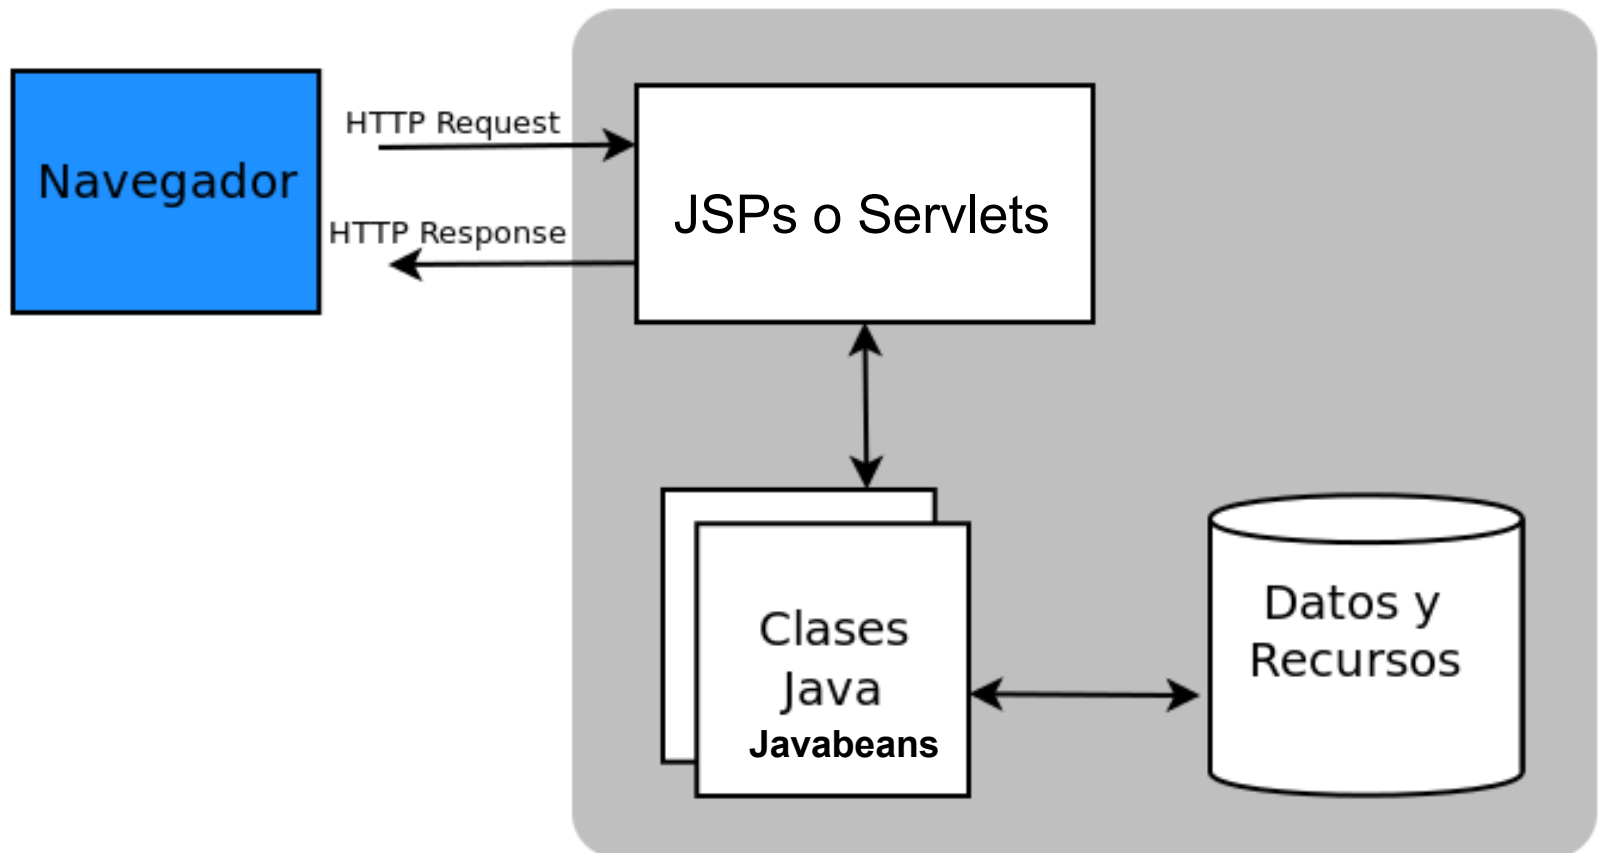 Navegador
HTTP Request
HTTP Response
JSPs o Servlets
Clases
Java
Javabeans
Datos y
Recursos